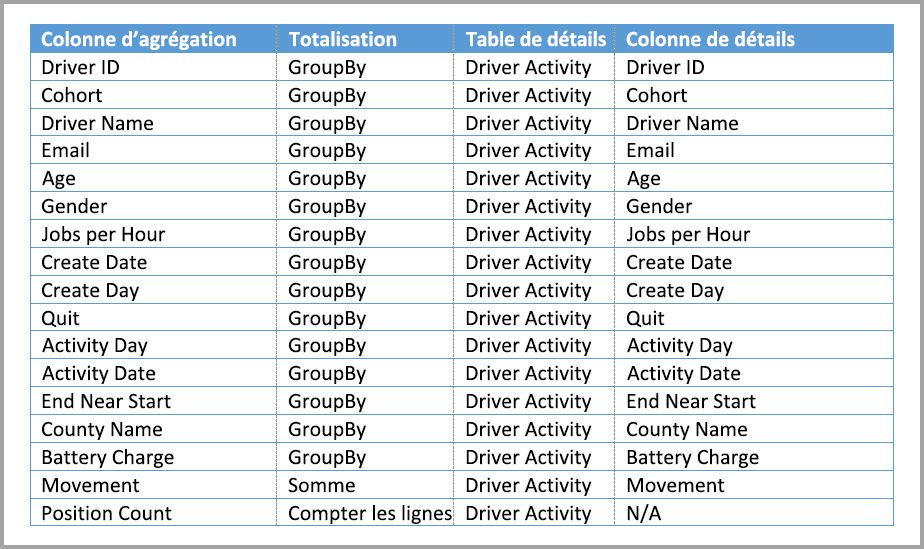 Colonne d’agrégation Totalisation Table de détails Colonne de détails
Driver ID GroupBy Driver Activity Driver ID
Cohort GroupBy Driver Activity Cohort
Driver Name GroupBy Driver Activity Driver Name
Email GroupBy Driver Activity Email
Age GroupBy Driver Activity Age
Gender GroupBy Driver Activity Gender
Jobs per Hour GroupBy Driver Activity Jobs per Hour
Create Date GroupBy Driver Activity Create Date
Create Day GroupBy Driver Activity Create Day
Quit GroupBy Driver Activity Quit
Activity Day GroupBy Driver Activity Activity Day
Activity Date GroupBy Driver Activity Activity Date
End Near Start GroupBy Driver Activity End Near Start
County Name GroupBy Driver Activity County Name
Battery Charge GroupBy Driver Activity Battery Charge
Movement Somme Driver Activity Movement
Position Count Compter les lignes Driver Activity N/A